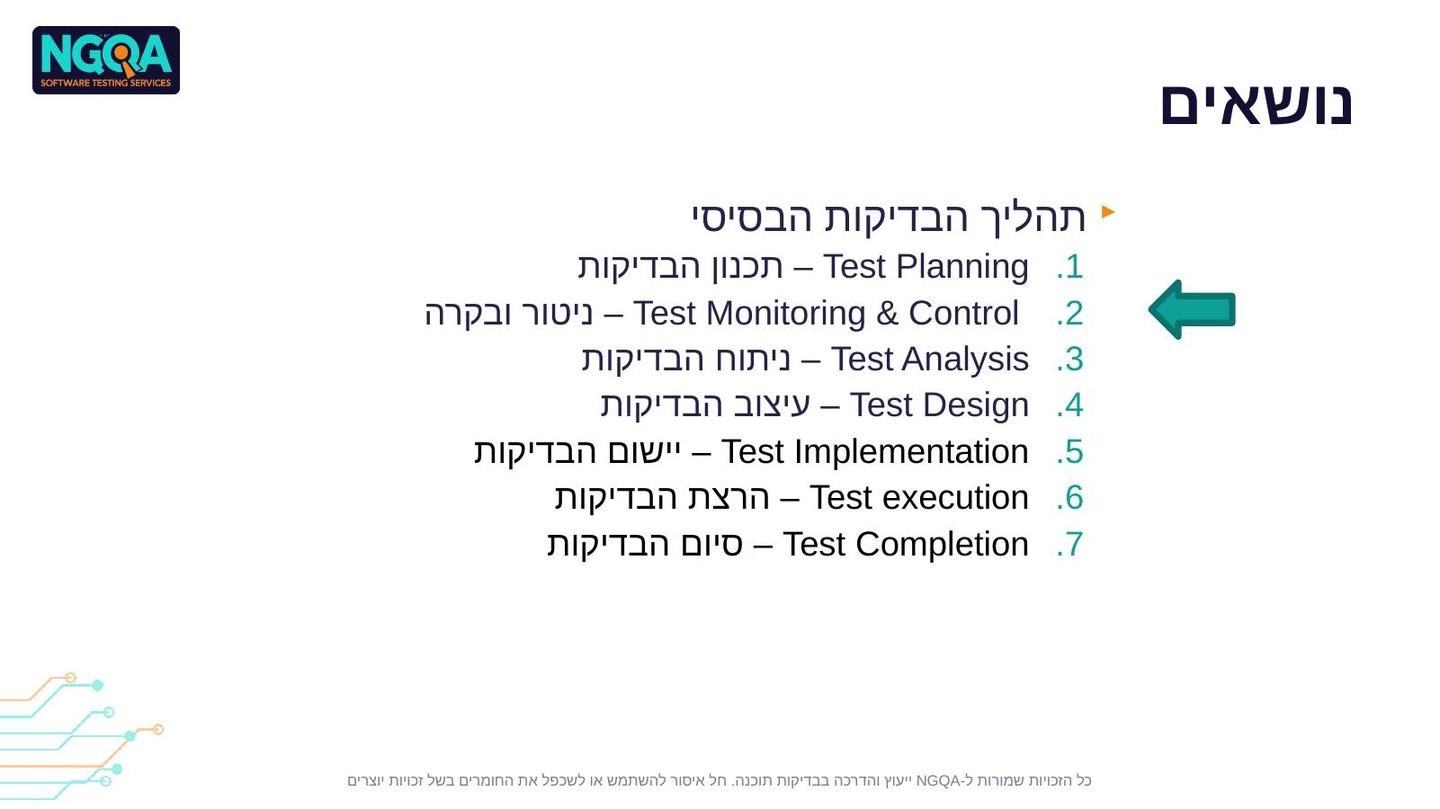 NGQA
SOFTWARE TESTING SERVICES
נושאים
תהליך הבדיקות הבסיסי
1. Test Planning – תכנון הבדיקות
2. Test Monitoring & Control – ניטור ובקרה
3. Test Analysis – ניתוח הבדיקות
4. Test Design – עיצוב הבדיקות
5. Test Implementation – יישום הבדיקות
6. Test execution – הרצת הבדיקות
7. Test Completion – סיום הבדיקות
כל הזכויות שמורות ל-NGQA ייעוץ והדרכה בבדיקות תוכנה. חל איסור להשתמש או לשכפל את החומרים בשל זכויות יוצרים